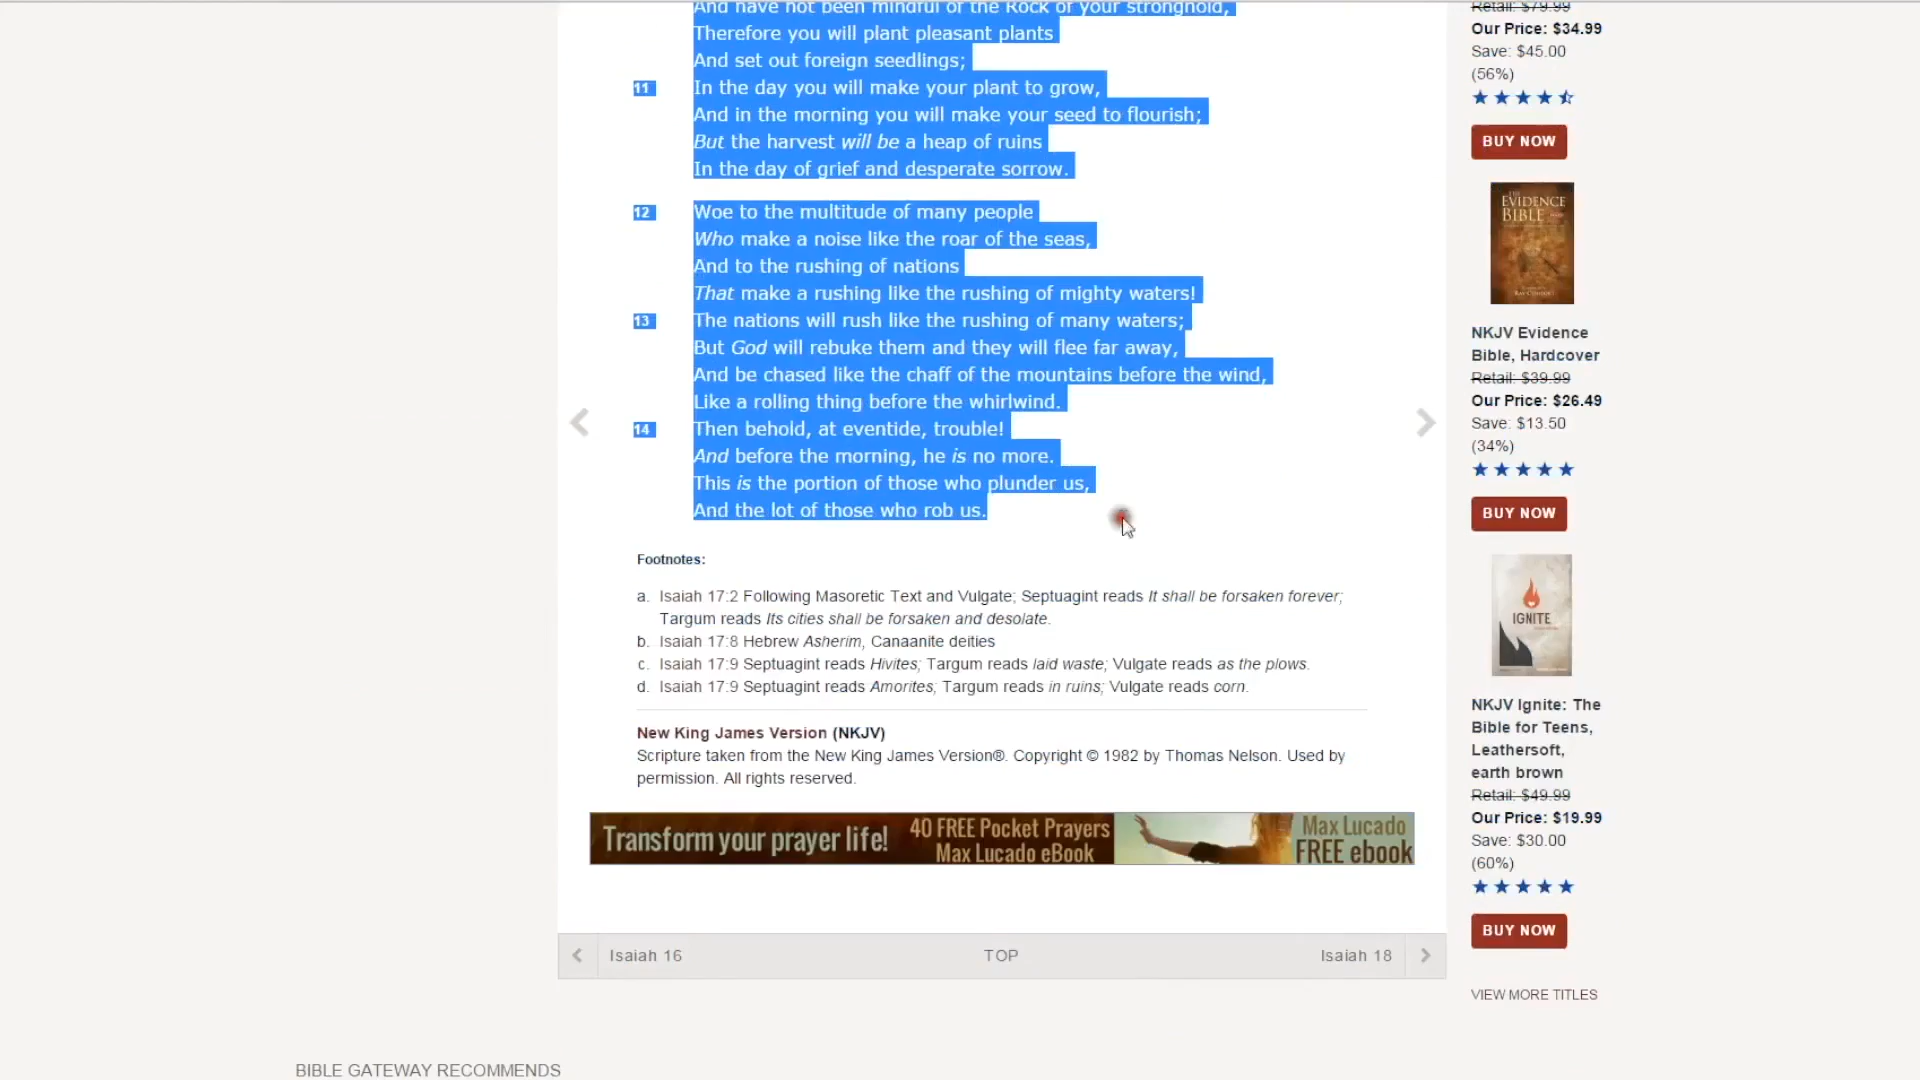 And have not been mindful of the Rock of your stronghold,
Therefore you will plant pleasant plants
And set out foreign seedlings;
11 In the day you will make your plant to grow,
And in the morning you will make your seed to flourish;
But the harvest will be a heap of ruins
In the day of grief and desperate sorrow.
12 Woe to the multitude of many people
Who make a noise like the roar of the seas,
And to the rushing of nations
That make a rushing like the rushing of mighty waters!
13 The nations will rush like the rushing of many waters;
But God will rebuke them and they will flee far away,
And be chased like the chaff of the mountains before the wind,
Like a rolling thing before the whirlwind.
14 Then behold, at eventide, trouble!
And before the morning, he is no more.
This is the portion of those who plunder us,
And the lot of those who rob us.
Footnotes:
a. Isaiah 17:2 Following Masoretic Text and Vulgate; Septuagint reads It shall be forsaken forever;
Targum reads Its cities shall be forsaken and desolate.
b. Isaiah 17:8 Hebrew Asherim, Canaanite deities
c. Isaiah 17:9 Septuagint reads Hivites; Targum reads laid waste; Vulgate reads as the plows.
d. Isaiah 17:9 Septuagint reads Amorites; Targum reads in ruins; Vulgate reads corn.
New King James Version (NKJV)
Scripture taken from the New King James Version®. Copyright © 1982 by Thomas Nelson. Used by
permission. All rights reserved.
Transform your prayer life!
40 FREE Pocket Prayers
Max Lucado eBook
Max Lucado
FREE ebook
Isaiah 16
TOP
Isaiah 18
BIBLE GATEWAY RECOMMENDS
Retail: $79.99
Our Price: $34.99
Save: $45.00
(56%)
BUY NOW
EVIDENCE
BIBLE
NKJV Evidence
Bible, Hardcover
Retail: $39.99
Our Price: $26.49
Save: $13.50
(34%)
BUY NOW
IGNITE
NKJV Ignite: The
Bible for Teens,
Leathersoft,
earth brown
Retail: $49.99
Our Price: $19.99
Save: $30.00
(60%)
BUY NOW
VIEW MORE TITLES